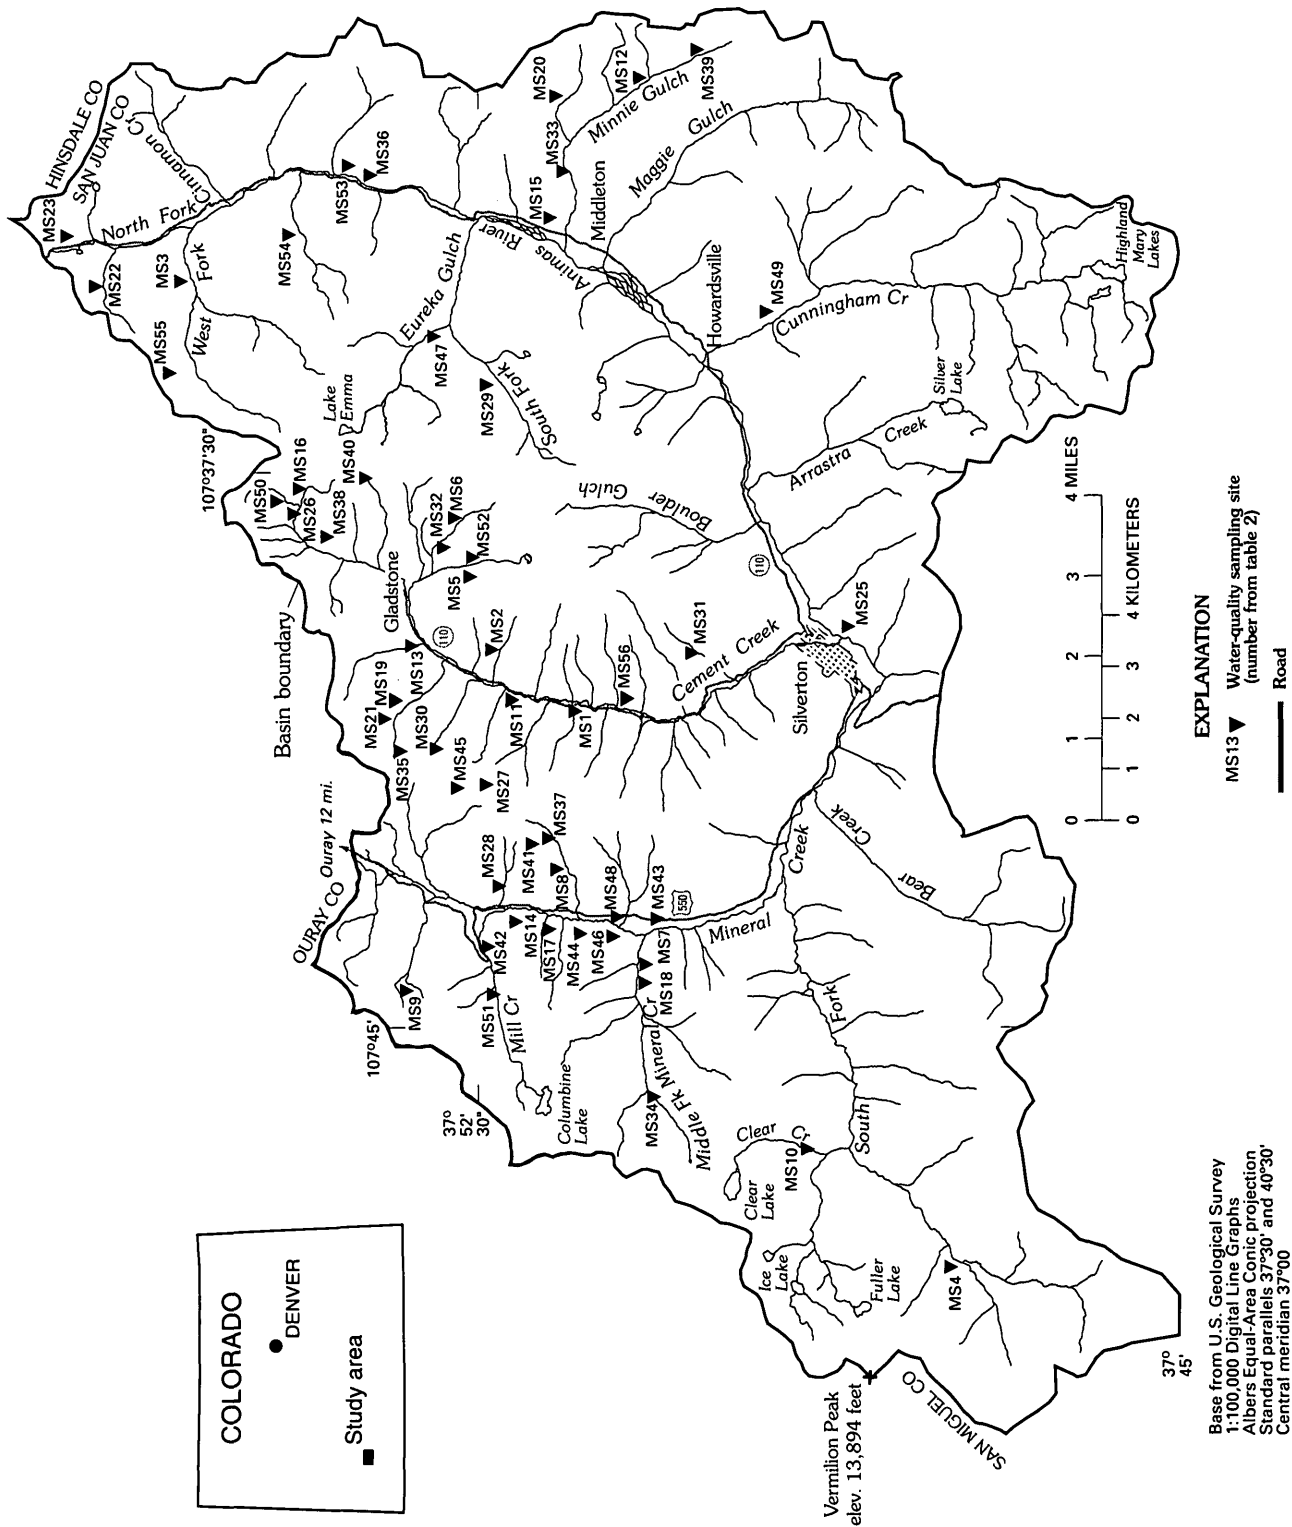 COLORADO
DENVER
Study area
HINSDALE CO
SAN JUAN CO
Cinnamon Cr
North Fork
MS23
MS22
MS3
West
Fork
MS55
MS54
MS53
MS36
MS20
MS12
MS39
Minnie Gulch
MS33
MS15
Middleton
Maggie
Gulch
Animas
River
Eureka Gulch
MS47
MS29
South Fork
Lake
Emma
Howardsville
MS49
Cunningham Cr
Highland
Mary
Lakes
Silver
Lake
Arrastra
Creek
Boulder
Gulch
107°37'30"
MS50
MS16
MS26
MS38
MS40
MS32
MS6
MS52
MS5
Gladstone
110
110
Basin boundary
MS2
MS13
MS19
MS21
MS30
MS35
MS11
MS1
MS56
MS31
MS25
Cement Creek
Silverton
MS45
MS27
Ouray 12 mi.
OURAY CO
MS28
MS37
MS41
MS8
MS48
MS43
550
MS14
MS17
MS44
MS46
MS42
MS7
MS18
MS51
MS9
Mill Cr
107°45'
37°
52'
30"
Columbine
Lake
MS34
Middle Fk Mineral Cr
Mineral
Creek
Bear
Creek
South
Fork
Clear
Cr
MS10
Clear
Lake
Ice
Lake
Fuller
Lake
MS4
Vermilion Peak
elev. 13,894 feet
SAN MIGUEL CO
37°
45'
0 1 2 3 4 MILES
0 1 2 3 4 KILOMETERS
EXPLANATION
MS13 Water-quality sampling site
(number from table 2)
Road
Base from U.S. Geological Survey
1:100,000 Digital Line Graphs
Albers Equal-Area Conic projection
Standard parallels 37°30' and 40°30'
Central meridian 37°00